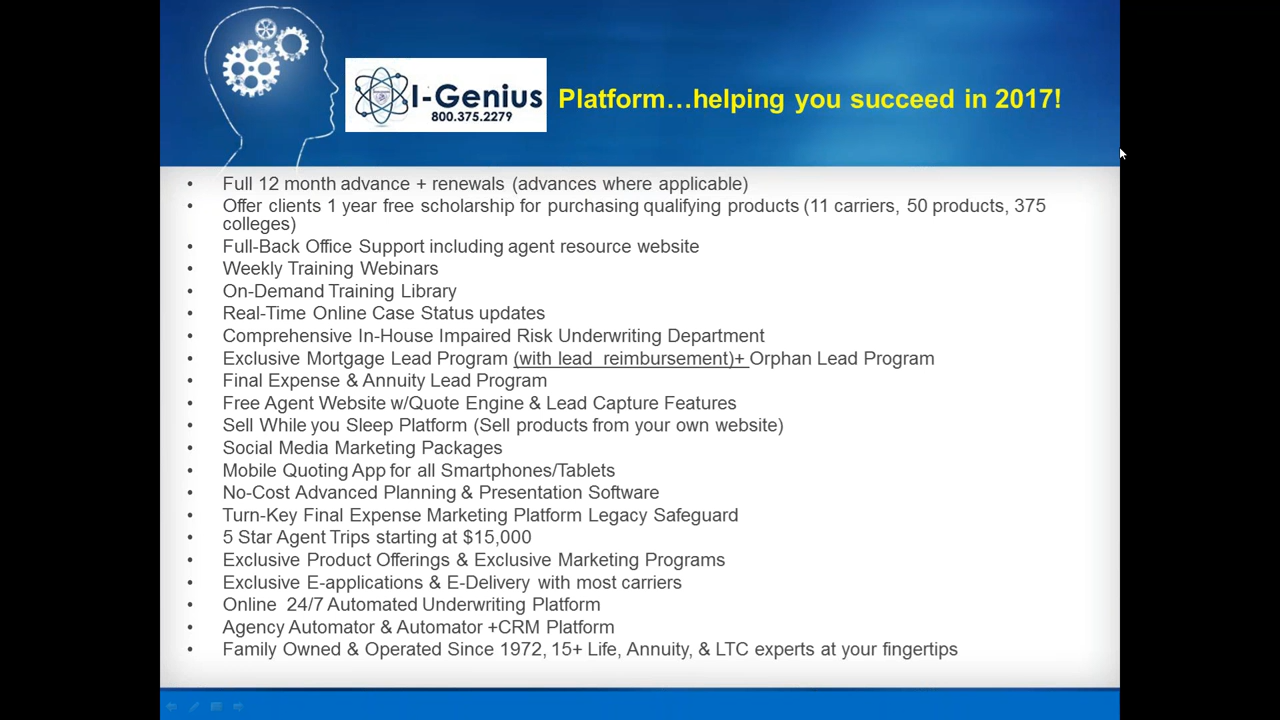 I-Genius
800.375.2279
Platform...helping you succeed in 2017!
• Full 12 month advance + renewals (advances where applicable)
• Offer clients 1 year free scholarship for purchasing qualifying products (11 carriers, 50 products, 375
colleges)
• Full-Back Office Support including agent resource website
• Weekly Training Webinars
• On-Demand Training Library
• Real-Time Online Case Status updates
• Comprehensive In-House Impaired Risk Underwriting Department
• Exclusive Mortgage Lead Program (with lead  reimbursement)+ Orphan Lead Program
• Final Expense & Annuity Lead Program
• Free Agent Website w/Quote Engine & Lead Capture Features
• Sell While you Sleep Platform (Sell products from your own website)
• Social Media Marketing Packages
• Mobile Quoting App for all Smartphones/Tablets
• No-Cost Advanced Planning & Presentation Software
• Turn-Key Final Expense Marketing Platform Legacy Safeguard
• 5 Star Agent Trips starting at $15,000
• Exclusive Product Offerings & Exclusive Marketing Programs
• Exclusive E-applications & E-Delivery with most carriers
• Online  24/7 Automated Underwriting Platform
• Agency Automator & Automator +CRM Platform
• Family Owned & Operated Since 1972, 15+ Life, Annuity, & LTC experts at your fingertips